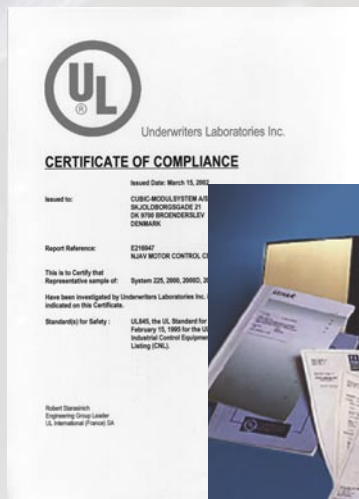 UL
®
Underwriters Laboratories Inc.
CERTIFICATE OF COMPLIANCE
Issued Date: March 15, 2002
Issued to: CUBIC-MODULSYSTEM A/S
SKJOLDBORGSGADE 21
DK 9700 BROENDERSLEV
DENMARK
Report Reference: E216947
NJAV MOTOR CONTROL
This is to Certify that
Representative sample of: System 225, 2000, 2000D,
Have been investigated by Underwriters Laboratories Inc.
indicated on this Certificate.
Standard(s) for Safety : UL845, the UL Standard for
February 15, 1995 for the
Industrial Control Equipment
Listing (CNL).
Robert Starasinich
Engineering Group Leader
UL International (France) SA